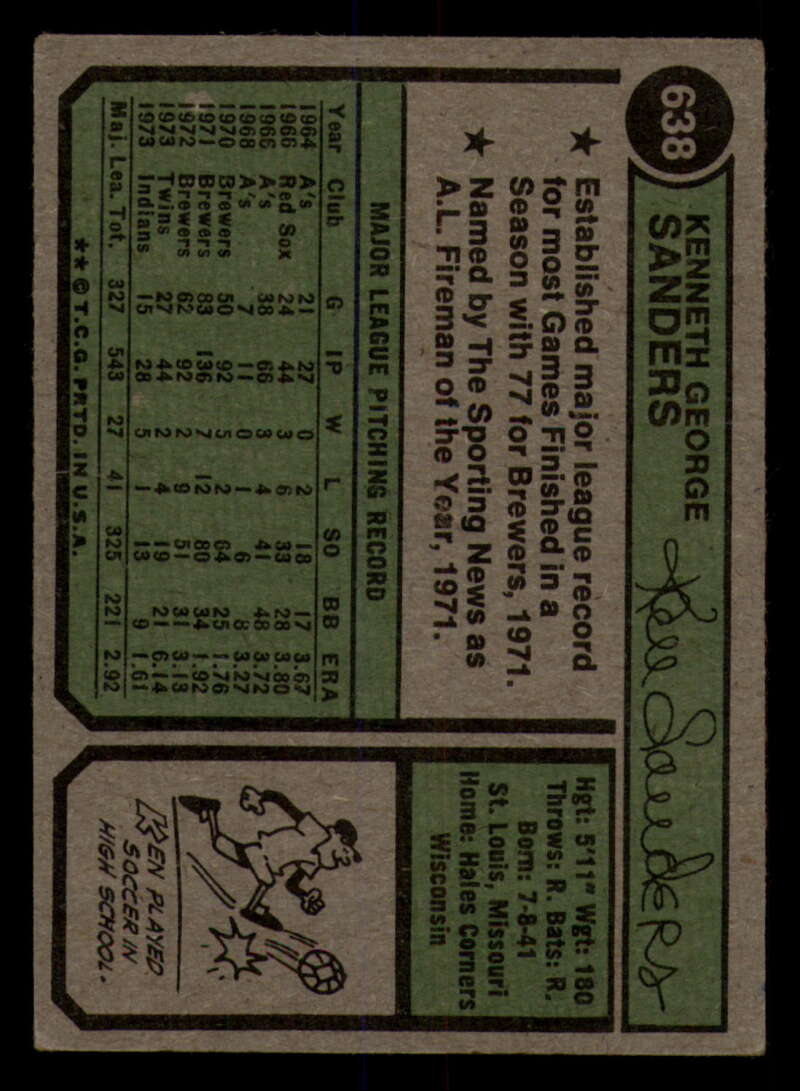 638
KENNETH GEORGE
SANDERS
Ken Sanders
★ Established major league record
for most Games Finished in a
Season with 77 for Brewers, 1971.
★ Named by The Sporting News as
A.L. Fireman of the Year, 1971.
MAJOR LEAGUE PITCHING RECORD
Year Club G IP W L SO BB ERA
1964 A's 21 27 0 2 18 17 3.67
1966 Red Sox 24 44 3 6 33 28 3.80
1966 A's 38 66 3 4 41 48 3.72
1968 A's 7 11 0 1 6 8 3.27
1970 Brewers 50 92 5 2 64 25 1.76
1971 Brewers 83 136 7 12 80 34 1.92
1972 Brewers 62 92 2 9 51 31 3.13
1973 Twins 27 44 2 4 19 21 6.14
1973 Indians 15 28 5 1 13 9 1.61
Maj. Lea. Tot. 327 543 27 41 325 221 2.92
**© T.C.G. PRTD. IN U.S.A.
Hgt: 5'11" Wgt: 180
Throws: R. Bats: R.
Born: 7-8-41
St. Louis, Missouri
Home: Hales Corners
Wisconsin
KEN PLAYED
SOCCER IN
HIGH SCHOOL.